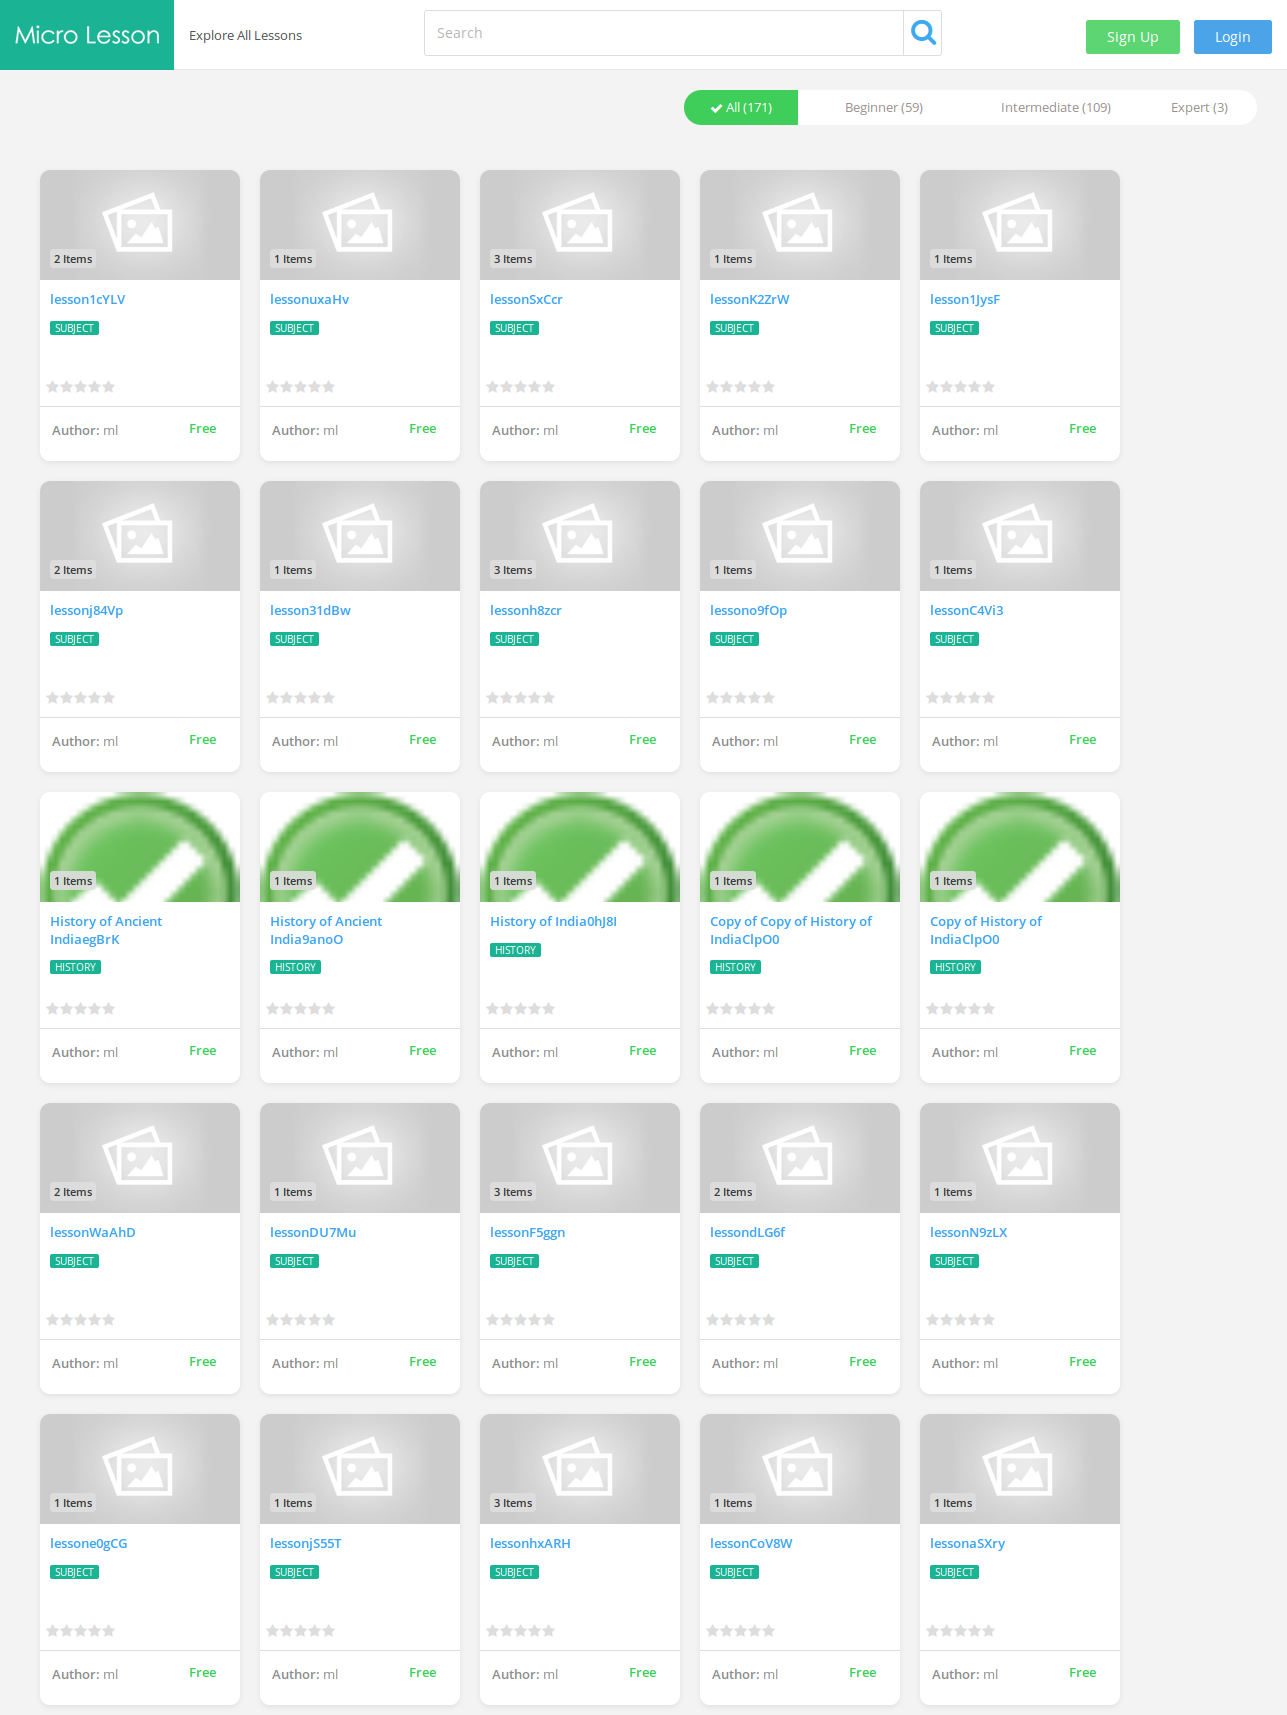 Micro Lesson
Explore All Lessons
Search
Sign Up
Login
All (171)
Beginner (59)
Intermediate (109)
Expert (3)
2 Items
1 Items
3 Items
1 Items
1 Items
lesson1cYLV
lessonuxaHv
lessonSxCcr
lessonK2ZrW
lesson1JysF
SUBJECT
SUBJECT
SUBJECT
SUBJECT
SUBJECT
Author: ml Free
Author: ml Free
Author: ml Free
Author: ml Free
Author: ml Free
2 Items
1 Items
3 Items
1 Items
1 Items
lessonj84Vp
lesson31dBw
lessonh8zcr
lessono9fOp
lessonC4Vi3
SUBJECT
SUBJECT
SUBJECT
SUBJECT
SUBJECT
Author: ml Free
Author: ml Free
Author: ml Free
Author: ml Free
Author: ml Free
1 Items
1 Items
1 Items
1 Items
1 Items
History of Ancient
IndiaegBrK
History of Ancient
India9anoO
History of India0hJ8I
Copy of Copy of History of
IndiaClpO0
Copy of History of
IndiaClpO0
HISTORY
HISTORY
HISTORY
HISTORY
HISTORY
Author: ml Free
Author: ml Free
Author: ml Free
Author: ml Free
Author: ml Free
2 Items
1 Items
3 Items
2 Items
1 Items
lessonWaAhD
lessonDU7Mu
lessonF5ggn
lessondLG6f
lessonN9zLX
SUBJECT
SUBJECT
SUBJECT
SUBJECT
SUBJECT
Author: ml Free
Author: ml Free
Author: ml Free
Author: ml Free
Author: ml Free
1 Items
1 Items
3 Items
1 Items
1 Items
lessone0gCG
lessonjS55T
lessonhxARH
lessonCoV8W
lessonaSXry
SUBJECT
SUBJECT
SUBJECT
SUBJECT
SUBJECT
Author: ml Free
Author: ml Free
Author: ml Free
Author: ml Free
Author: ml Free